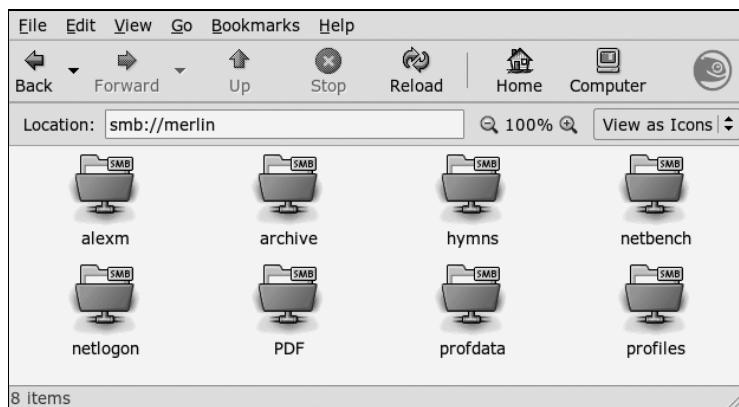 File Edit View Go Bookmarks Help
Back Forward Up Stop Reload Home Computer
Location: smb://merlin 100% View as Icons
SMB SMB SMB SMB
alexm archive hymns netbench
SMB SMB SMB SMB
netlogon PDF profdata profiles
8 items